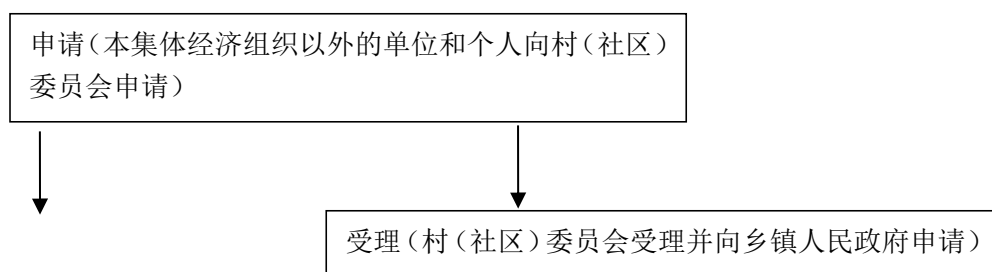 申请（本集体经济组织以外的单位和个人向村（社区）
委员会申请）
受理（村（社区）委员会受理并向乡镇人民政府申请）